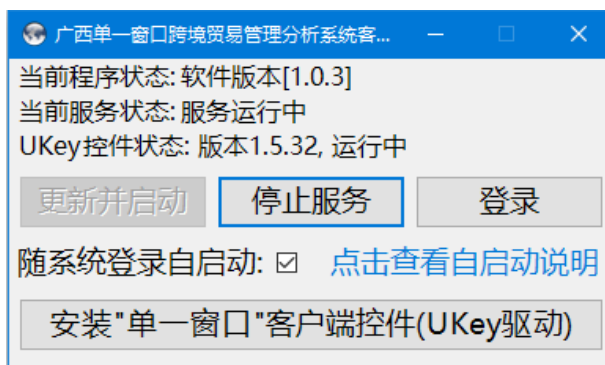 广西单一窗口跨境贸易管理分析系统客...
当前程序状态: 软件版本[1.0.3]
当前服务状态: 服务运行中
UKey控件状态: 版本1.5.32, 运行中
更新并启动 停止服务 登录
随系统登录自启动: 点击查看自启动说明
安装"单一窗口"客户端控件(UKey驱动)